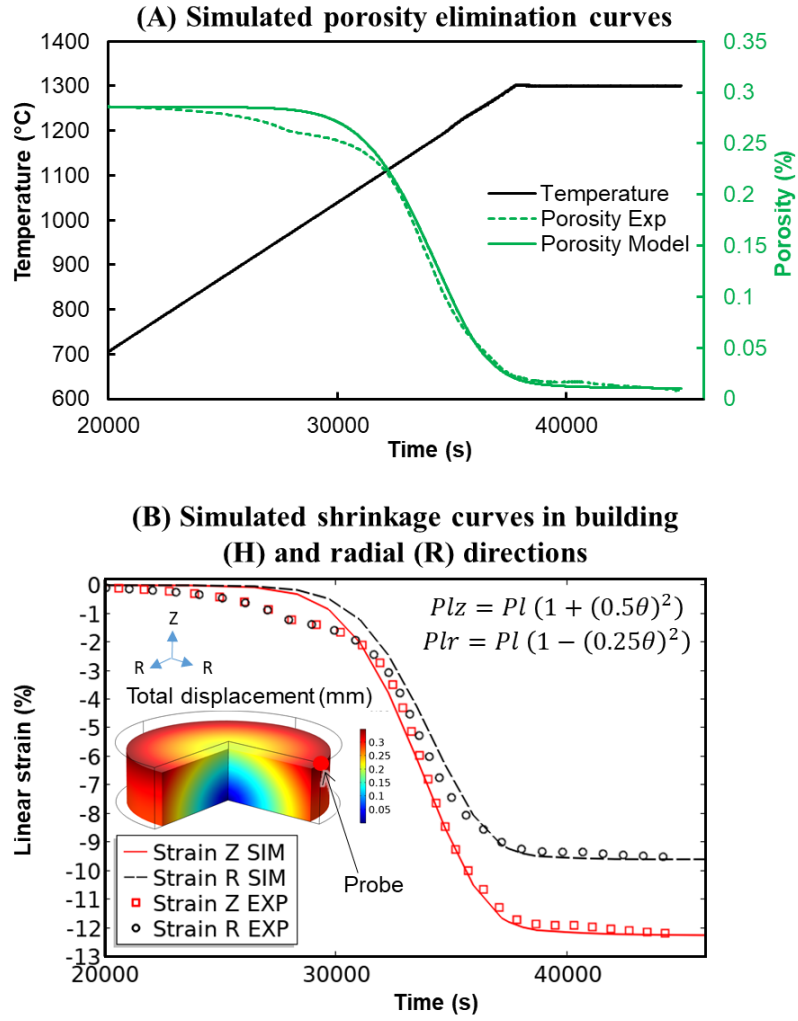 (A) Simulated porosity elimination curves
1400
1300
1200
1100
1000
900
800
700
600
Temperature (°C)
0.35
0.3
0.25
0.2
0.15
0.1
0.05
0
Porosity (%)
Temperature
Porosity Exp
Porosity Model
20000 30000 40000
Time (s)
(B) Simulated shrinkage curves in building
(H) and radial (R) directions
0
-1
-2
-3
-4
-5
-6
-7
-8
-9
-10
-11
-12
-13
Linear strain (%)
Plz = Pl (1 + (0.5θ)²)
Plr = Pl (1 − (0.25θ)²)
Z
R R
Total displacement (mm)
0.3
0.25
0.2
0.15
0.1
0.05
Probe
Strain Z SIM
Strain R SIM
Strain Z EXP
Strain R EXP
20000 30000 40000
Time (s)